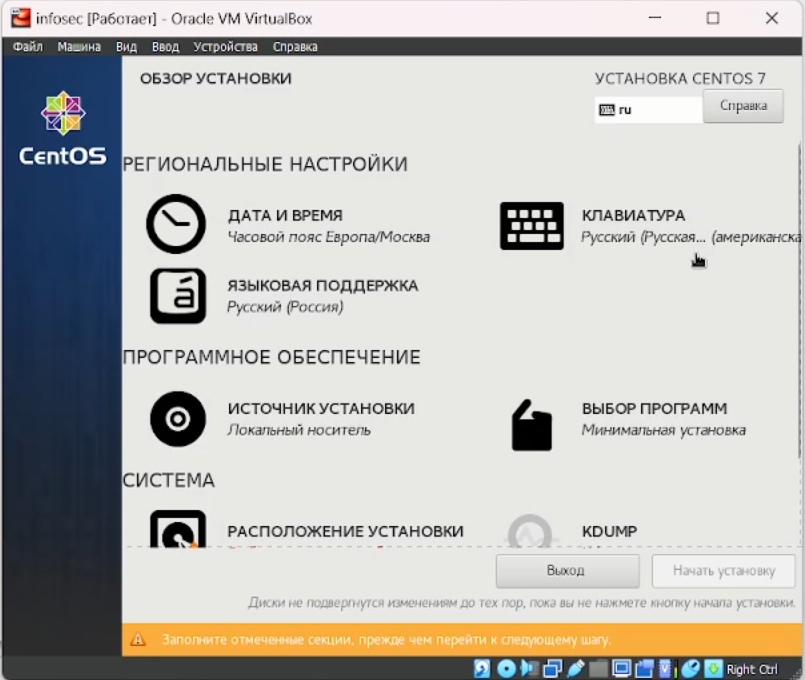 infosec [Работает] - Oracle VM VirtualBox
Файл Машина Вид Ввод Устройства Справка
ОБЗОР УСТАНОВКИ
УСТАНОВКА CENTOS 7
ru
Справка
CentOS
РЕГИОНАЛЬНЫЕ НАСТРОЙКИ
ДАТА И ВРЕМЯ
Часовой пояс Европа/Москва
КЛАВИАТУРА
Русский (Русская... (американска
ЯЗЫКОВАЯ ПОДДЕРЖКА
Русский (Россия)
ПРОГРАММНОЕ ОБЕСПЕЧЕНИЕ
ИСТОЧНИК УСТАНОВКИ
Локальный носитель
ВЫБОР ПРОГРАММ
Минимальная установка
СИСТЕМА
РАСПОЛОЖЕНИЕ УСТАНОВКИ
KDUMP
Выход
Начать установку
Диски не подвергнутся изменениям до тех пор, пока вы не нажмете кнопку начала установки.
Заполните отмеченные секции, прежде чем перейти к следующему шагу.
Right Ctrl